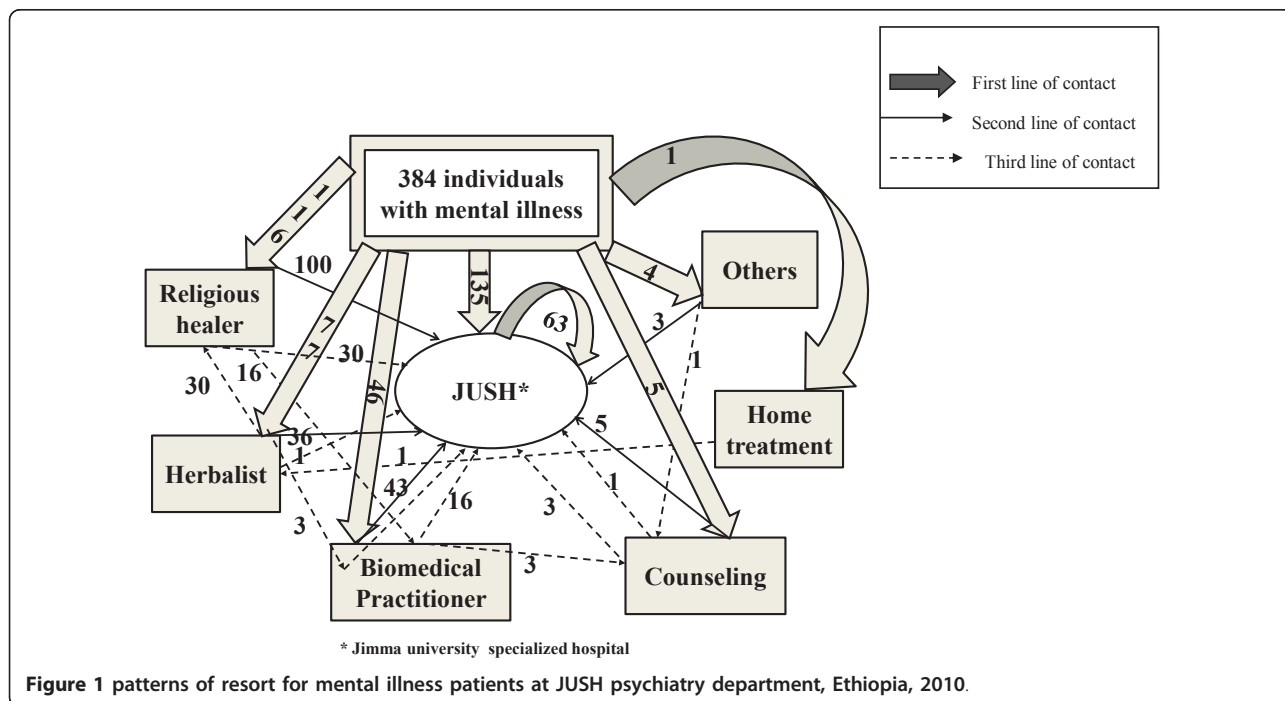 First line of contact
Second line of contact
Third line of contact
384 individuals
with mental illness
1
116
100
135
4
Others
63
3
Religious
healer
77
30
1
30
16
46
JUSH*
5
Home
treatment
36
5
Herbalist
1
1
43
16
1
3
3
3
Biomedical
Practitioner
Counseling
* Jimma university specialized hospital
Figure 1 patterns of resort for mental illness patients at JUSH psychiatry department, Ethiopia, 2010.